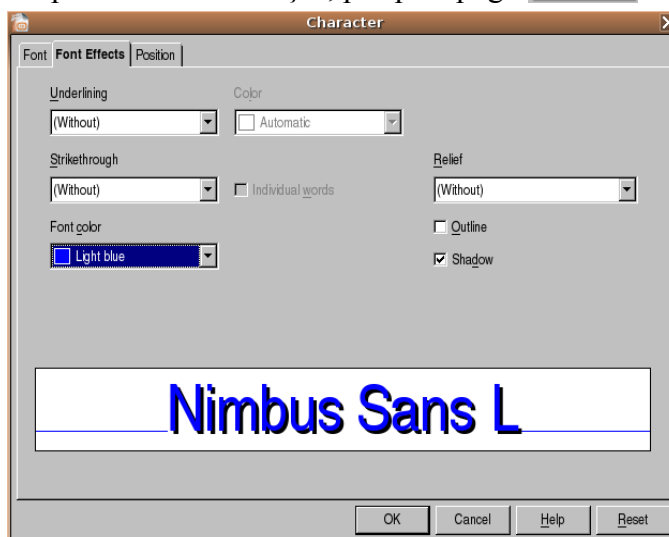 Character
Font Font Effects Position
Underlining Color
(Without) Automatic
Strikethrough Relief
(Without) Individual words (Without)
Font color Outline
Light blue Shadow
Nimbus Sans L
OK Cancel Help Reset